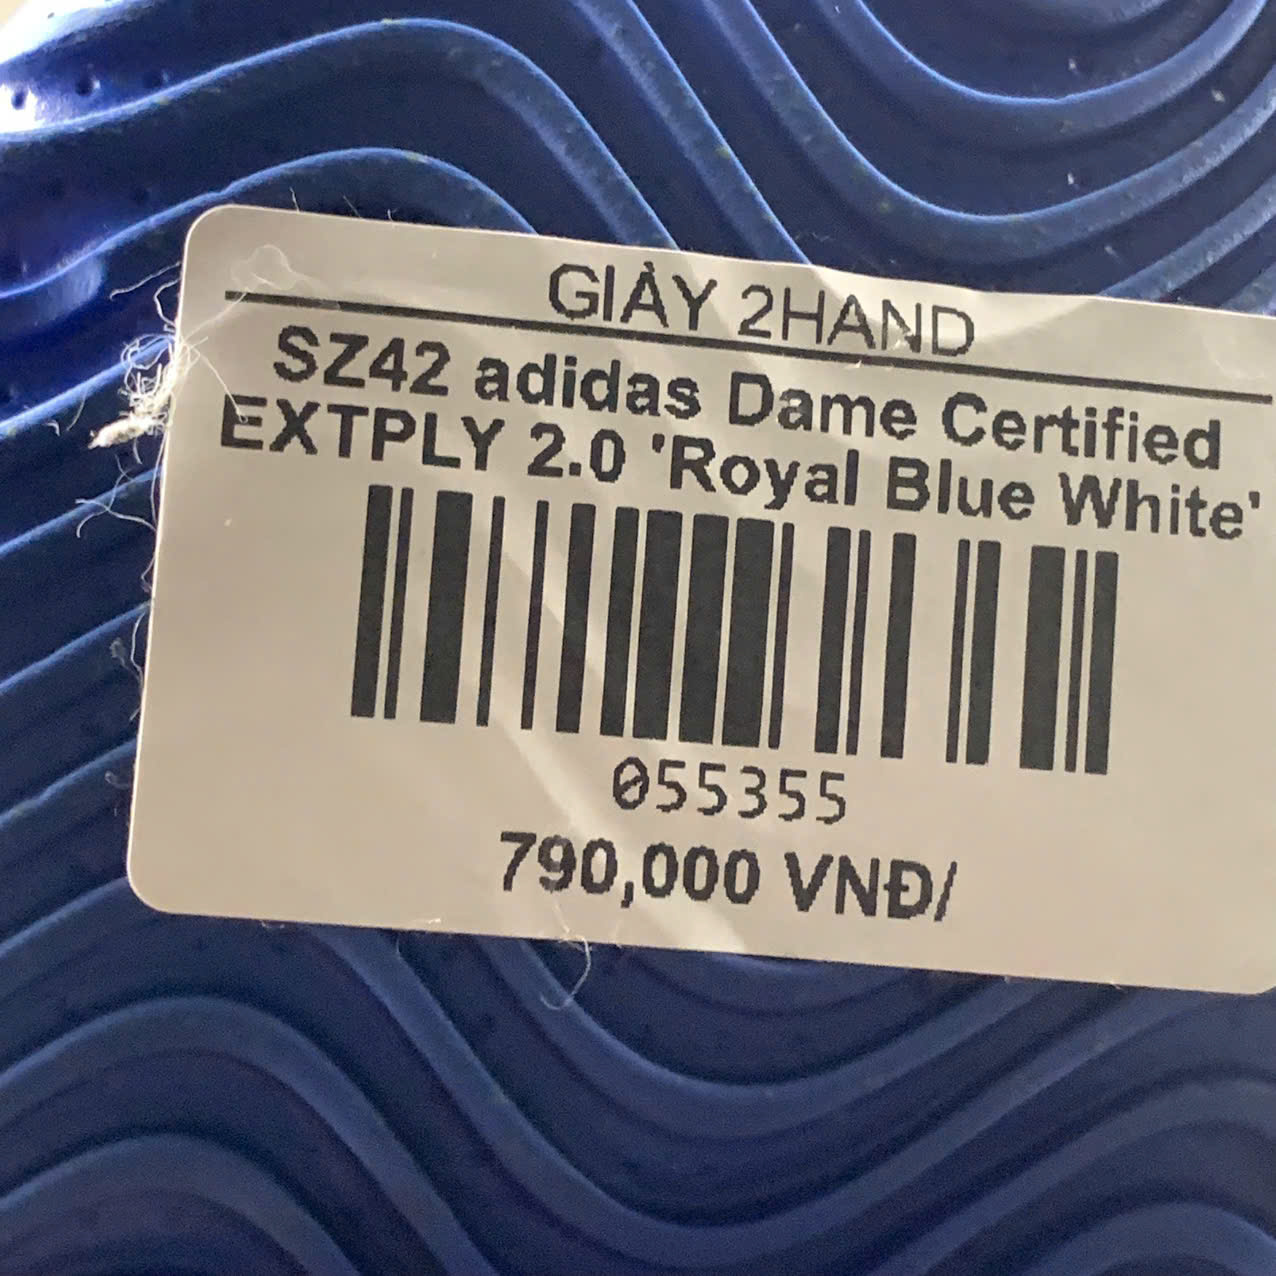 GIÀY 2HAND
SZ42 adidas Dame Certified
EXTPLY 2.0 'Royal Blue White'
055355
790,000 VNĐ/